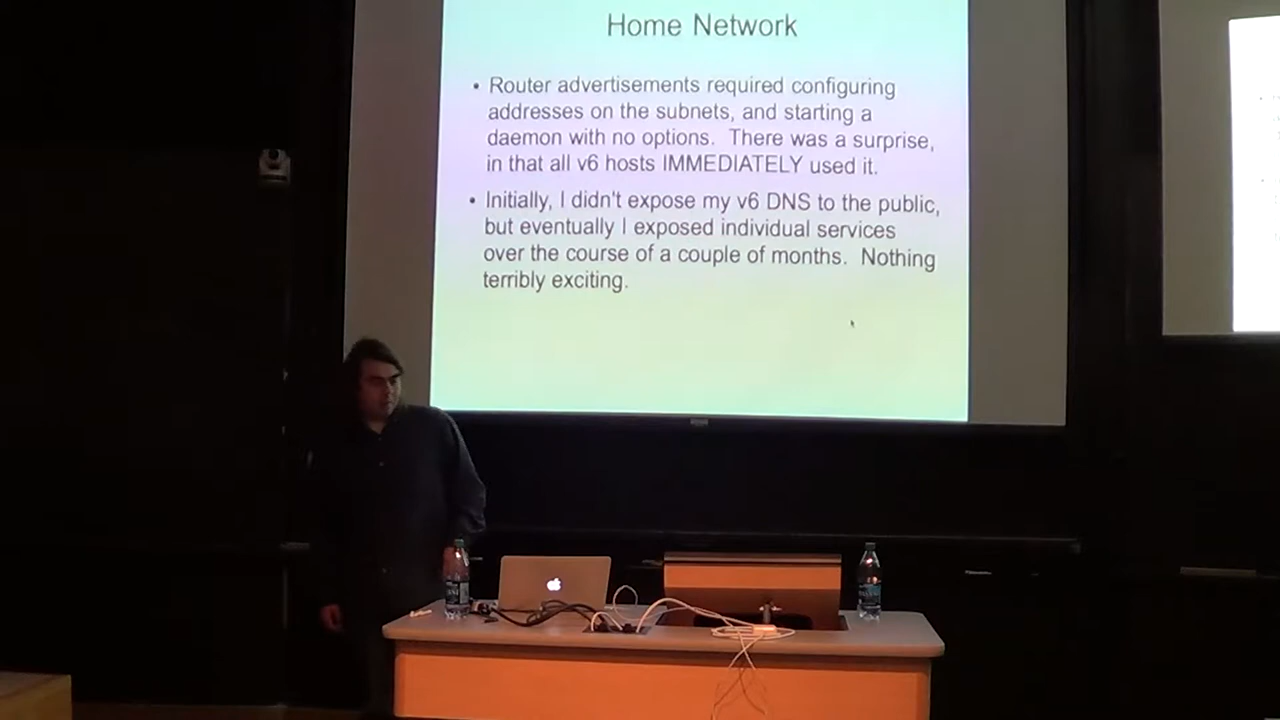 Home Network
• Router advertisements required configuring
addresses on the subnets, and starting a
daemon with no options. There was a surprise,
in that all v6 hosts IMMEDIATELY used it.
• Initially, I didn't expose my v6 DNS to the public,
but eventually I exposed individual services
over the course of a couple of months. Nothing
terribly exciting.